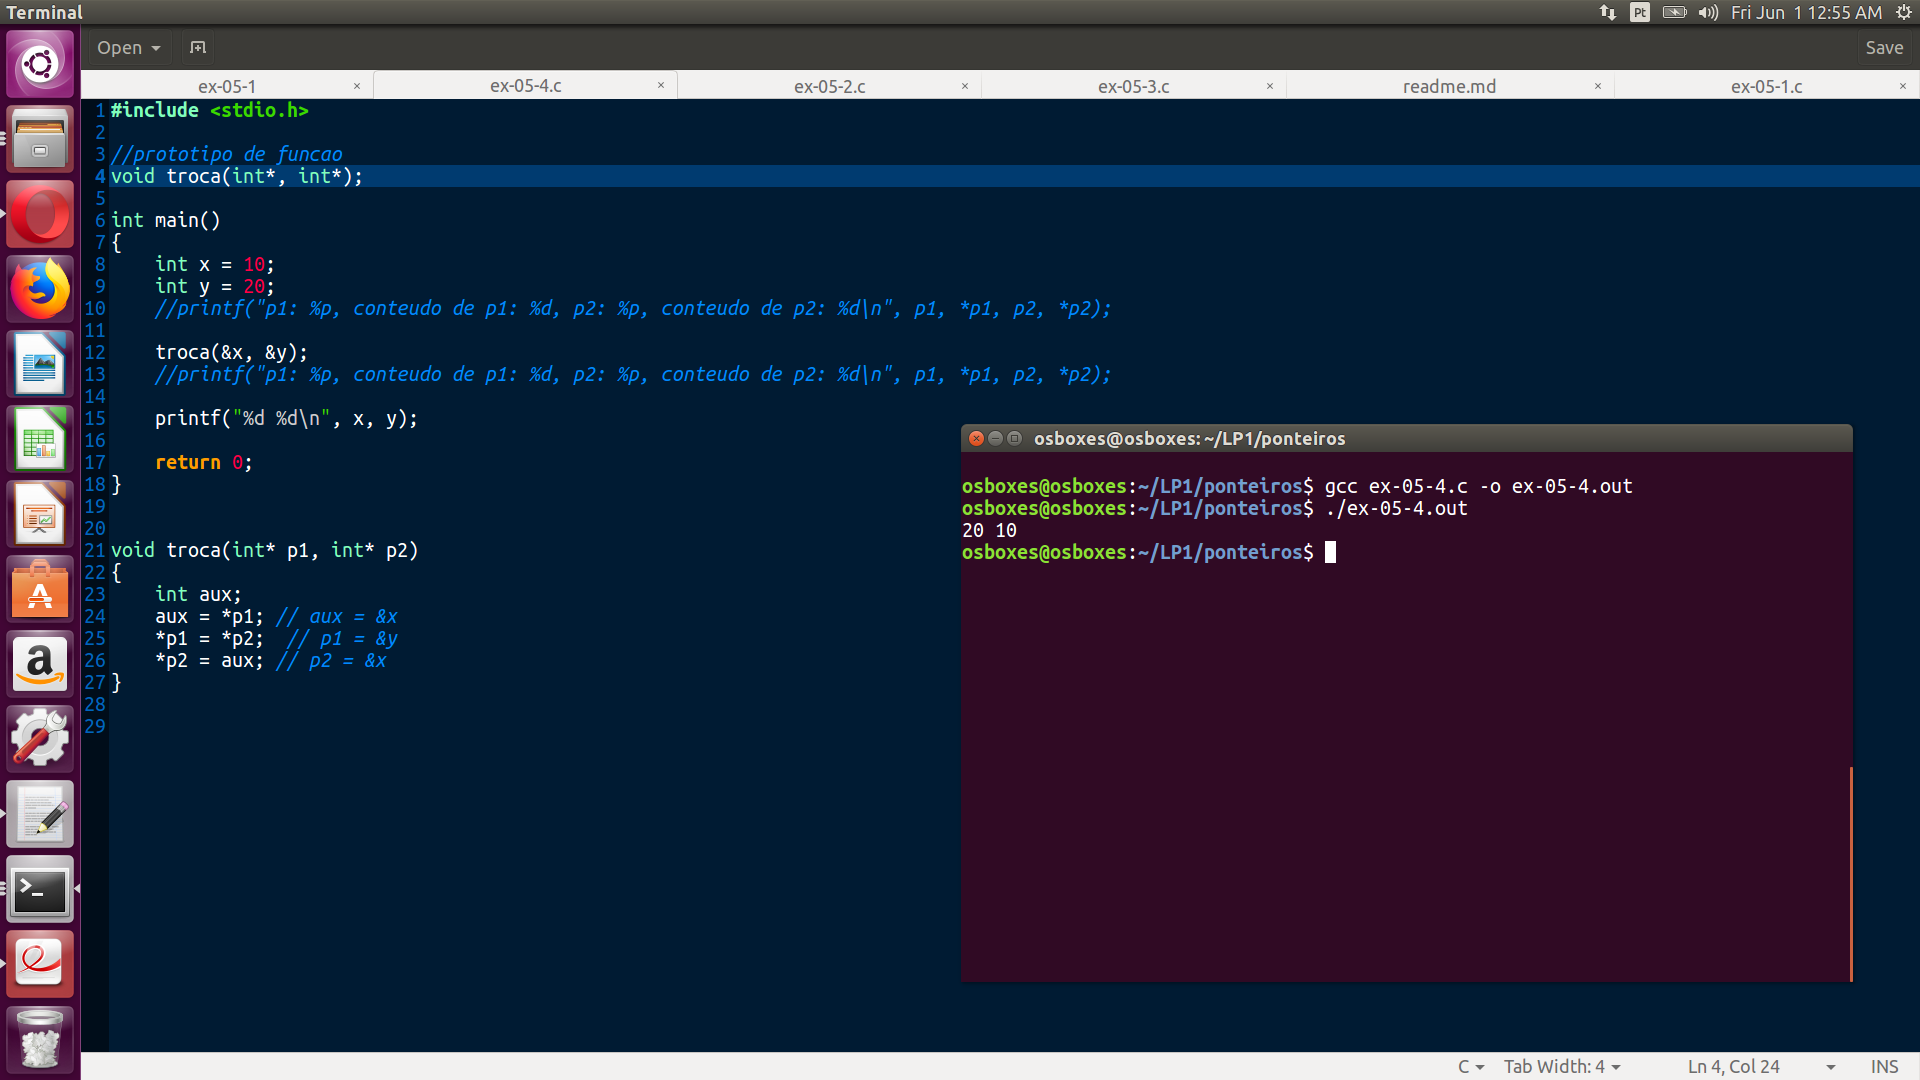 Terminal
Pt
Fri Jun 1 12:55 AM
Open
Save
ex-05-1 ×
ex-05-4.c ×
ex-05-2.c ×
ex-05-3.c ×
readme.md ×
ex-05-1.c ×
1 #include <stdio.h>
2
3 //prototipo de funcao
4 void troca(int*, int*);
5
6 int main()
7 {
8     int x = 10;
9     int y = 20;
10     //printf("p1: %p, conteudo de p1: %d, p2: %p, conteudo de p2: %d\n", p1, *p1, p2, *p2);
11
12     troca(&x, &y);
13     //printf("p1: %p, conteudo de p1: %d, p2: %p, conteudo de p2: %d\n", p1, *p1, p2, *p2);
14
15     printf("%d %d\n", x, y);
16
17     return 0;
18 }
19
20
21 void troca(int* p1, int* p2)
22 {
23     int aux;
24     aux = *p1; // aux = &x
25     *p1 = *p2;  // p1 = &y
26     *p2 = aux; // p2 = &x
27 }
28
29
osboxes@osboxes: ~/LP1/ponteiros
osboxes@osboxes:~/LP1/ponteiros$ gcc ex-05-4.c -o ex-05-4.out
osboxes@osboxes:~/LP1/ponteiros$ ./ex-05-4.out
20 10
osboxes@osboxes:~/LP1/ponteiros$
C
Tab Width: 4
Ln 4, Col 24
INS